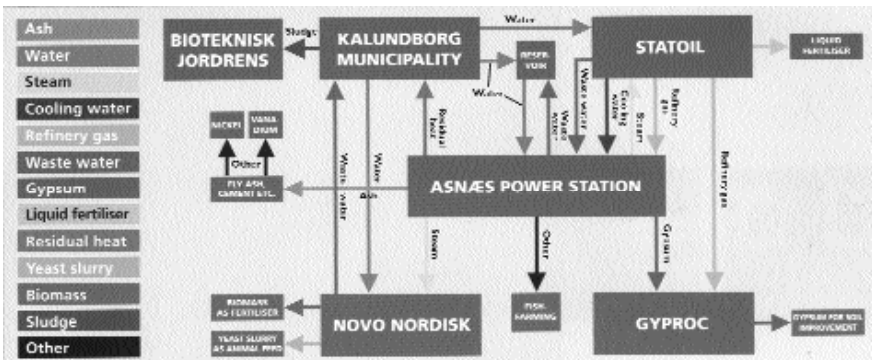 Ash
Water
Steam
Cooling water
Refinery gas
Waste water
Gypsum
Liquid fertiliser
Residual heat
Yeast slurry
Biomass
Sludge
Other
BIOTEKNISK
JORDRENS
Sludge
KALUNDBORG
MUNICIPALITY
Water
RESER-
VOIR
Water
STATOIL
LIQUID
FERTILISER
NICKEL
VANA-
DIUM
Other
FLY ASH,
CEMENT ETC.
Ash
Residual
heat
Waste
water
Waste water
Cooling
water
Steam
Refinery
gas
Refinery gas
ASNÆS POWER STATION
Waste water
Water
Steam
Other
Gypsum
BIOMASS
AS FERTILISER
YEAST SLURRY
AS ANIMAL FEED
NOVO NORDISK
FISH-
FARMING
GYPROC
GYPSUM FOR SOIL
IMPROVEMENT